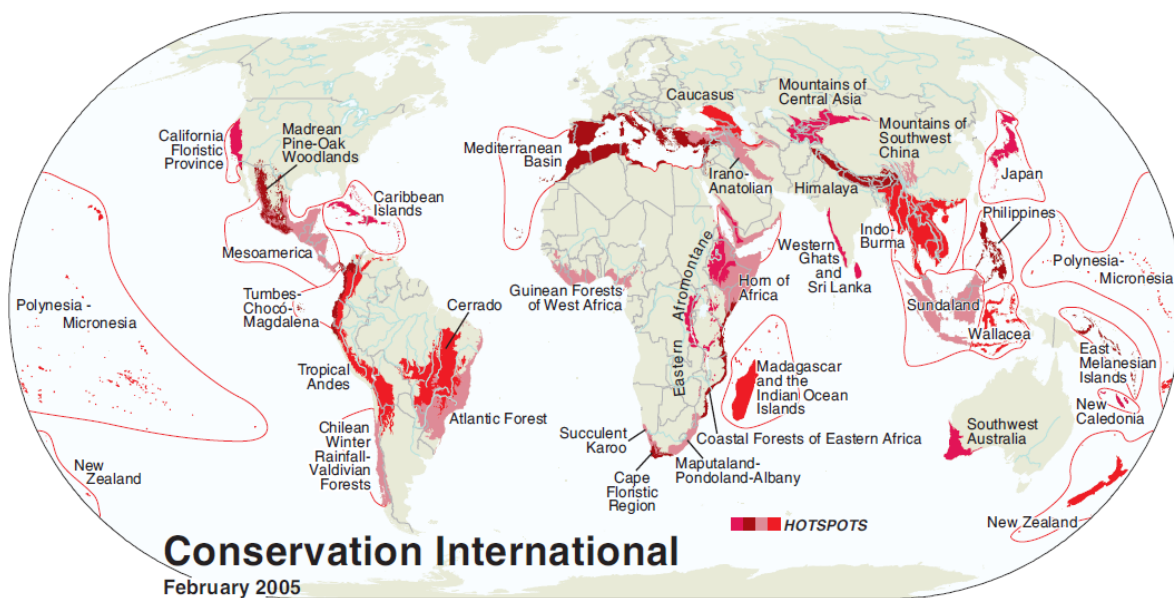 California
Floristic
Province
Madrean
Pine-Oak
Woodlands
Caribbean
Islands
Mesoamerica
Tumbes-
Chocó-
Magdalena
Polynesia -
Micronesia
Tropical
Andes
Cerrado
Atlantic Forest
Chilean
Winter
Rainfall-
Valdivian
Forests
New
Zealand
Mediterranean
Basin
Caucasus
Irano-
Anatolian
Mountains of
Central Asia
Mountains of
Southwest
China
Himalaya
Japan
Philippines
Indo-
Burma
Western
Ghats
and
Sri Lanka
Guinean Forests
of West Africa
Eastern Afromontane
Horn of
Africa
Sundaland
Wallacea
Polynesia-
Micronesia
East
Melanesian
Islands
New
Caledonia
Madagascar
and the
Indian Ocean
Islands
Coastal Forests of Eastern Africa
Succulent
Karoo
Cape
Floristic
Region
Maputaland-
Pondoland-Albany
Southwest
Australia
New Zealand
HOTSPOTS
Conservation International
February 2005